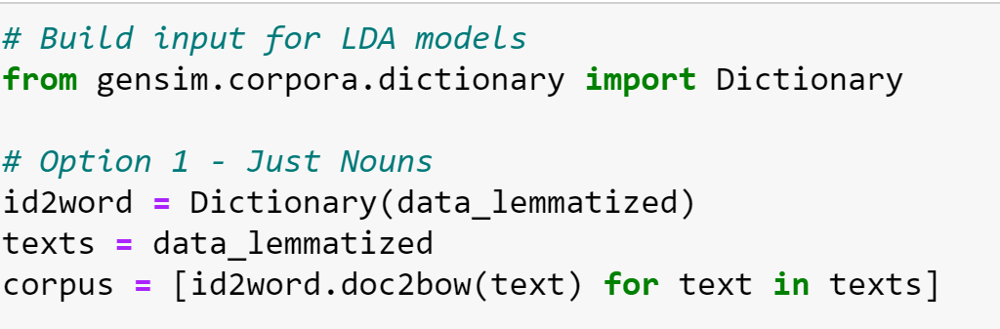 # Build input for LDA models
from gensim.corpora.dictionary import Dictionary
# Option 1 - Just Nouns
id2word = Dictionary(data_lemmatized)
texts = data_lemmatized
corpus = [id2word.doc2bow(text) for text in texts]